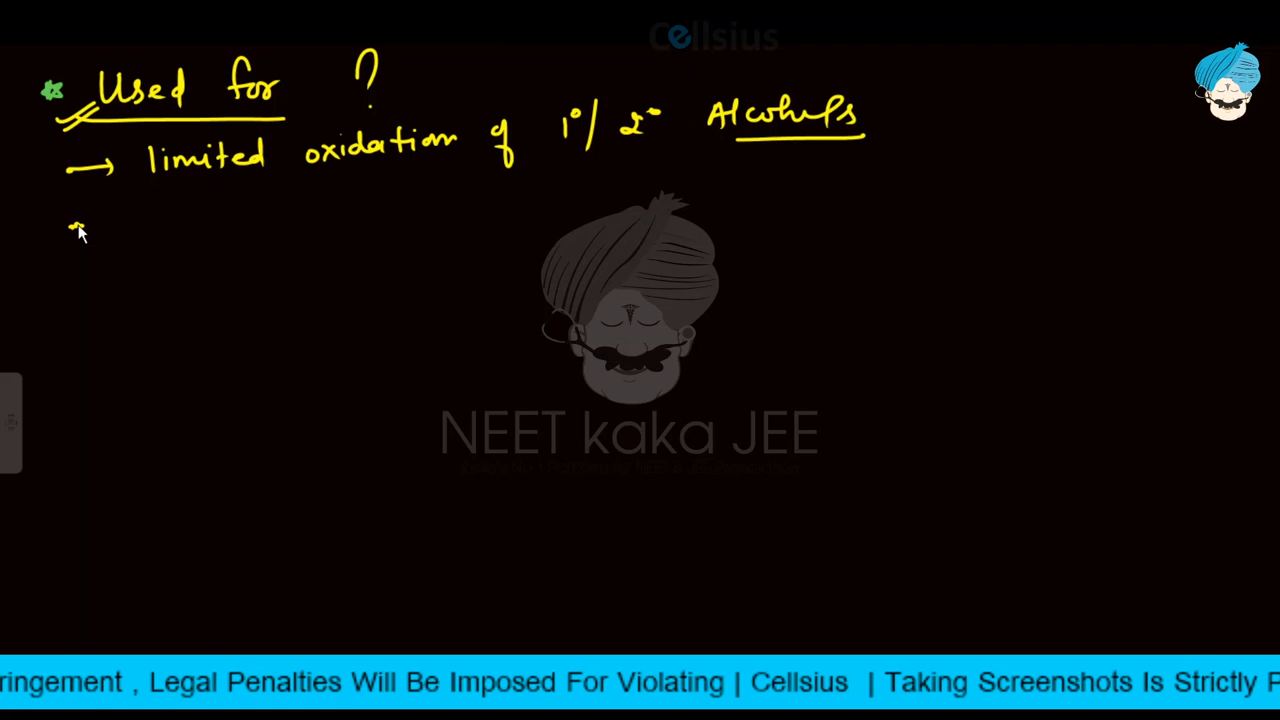 Cellsius
Used for ?
→ limited oxidation of 1°/2° Alcohols
NEET kaka JEE
ringement , Legal Penalties Will Be Imposed For Violating | Cellsius | Taking Screenshots Is Strictly P